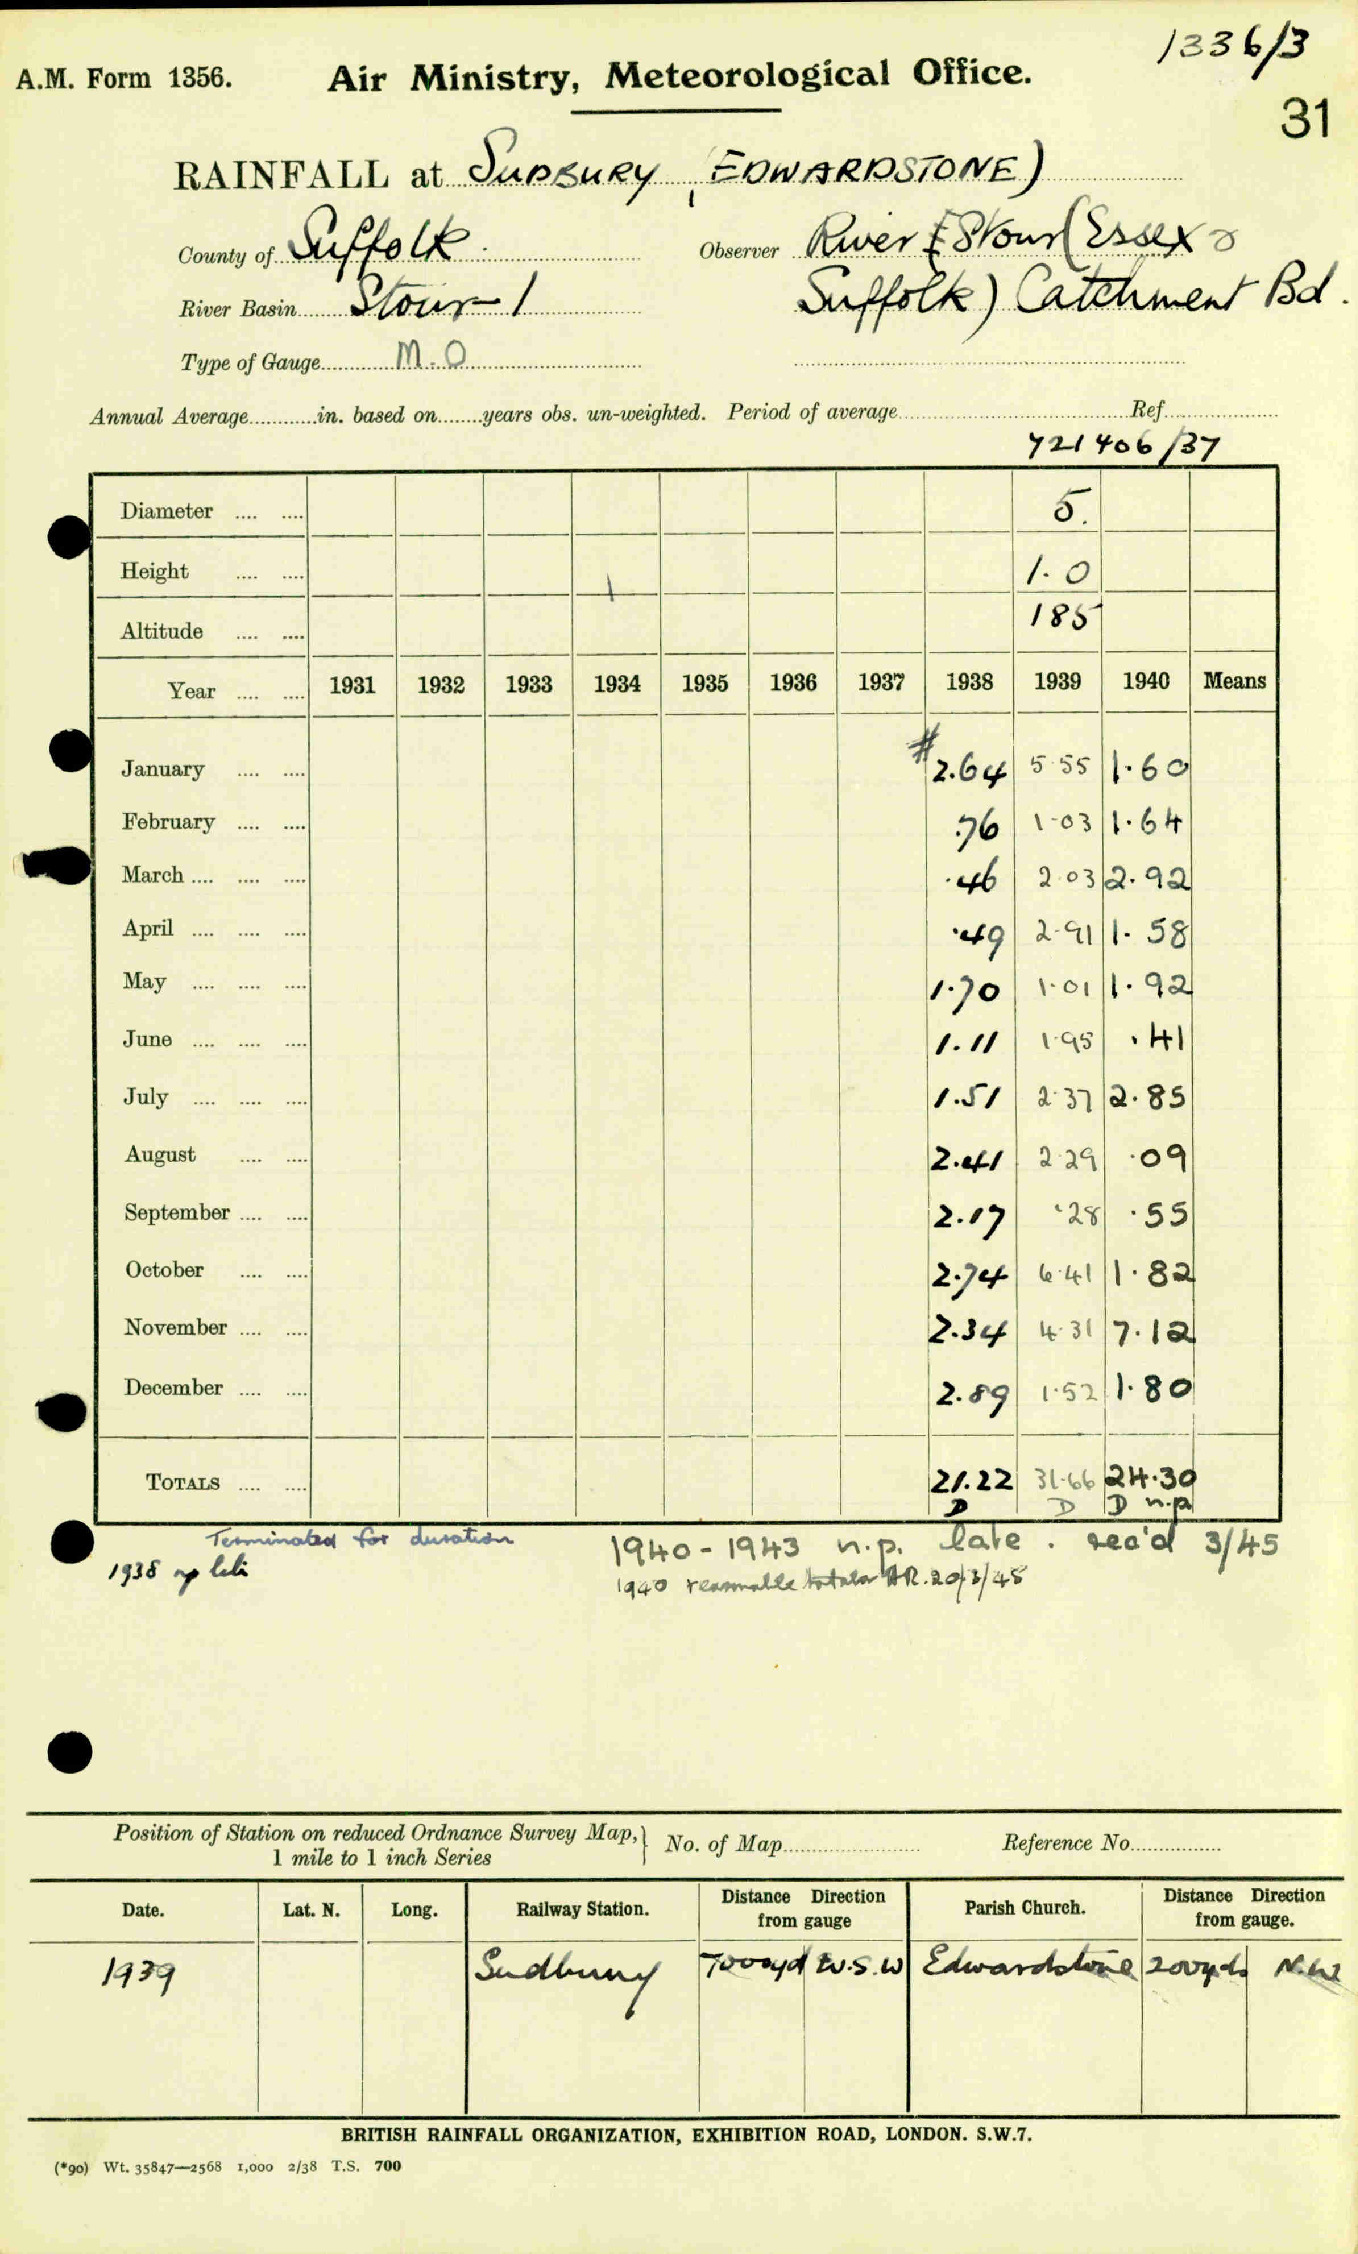 1336/3
A.M. Form 1356. Air Ministry, Meteorological Office.
31
RAINFALL at SUDBURY (EDWARDSTONE)
County of Suffolk. Observer River [Stour (Essex &
River Basin Stour 1 Suffolk) Catchment Bd.
Type of Gauge M.O
Annual Average in. based on years obs. un-weighted. Period of average Ref.
721406/37
Diameter .... .... 5.
Height .... .... 1.0
Altitude .... .... 185
Year .... .... 1931 1932 1933 1934 1935 1936 1937 1938 1939 1940 Means
January .... .... # 2.64 5.55 1.60
February .... .... .76 1.03 1.64
March .... .... .... .46 2.03 2.92
April .... .... .... .49 2.91 1.58
May .... .... .... 1.70 1.01 1.92
June .... .... .... 1.11 1.95 .41
July .... .... .... 1.51 2.37 2.85
August .... .... 2.41 2.29 .09
September .... .... 2.17 .28 .55
October .... .... 2.74 6.41 1.82
November .... .... 2.34 4.31 7.12
December .... .... 2.89 1.52 1.80
TOTALS .... .... 21.22 31.66 24.30
D D D n.p
Terminated for duration 1940-1943 n.p. late. rec'd 3/45
1938 1940 reasonable totals
Position of Station on reduced Ordnance Survey Map, No. of Map Reference No.
1 mile to 1 inch Series
Date. Lat. N. Long. Railway Station. Distance Direction from gauge Parish Church. Distance Direction from gauge.
1939 Sudbury 7000yd W.S.W Edwardstone 200yds N.W
BRITISH RAINFALL ORGANIZATION, EXHIBITION ROAD, LONDON. S.W.7.
(*90) Wt. 35847—2568 1,000 2/38 T.S. 700